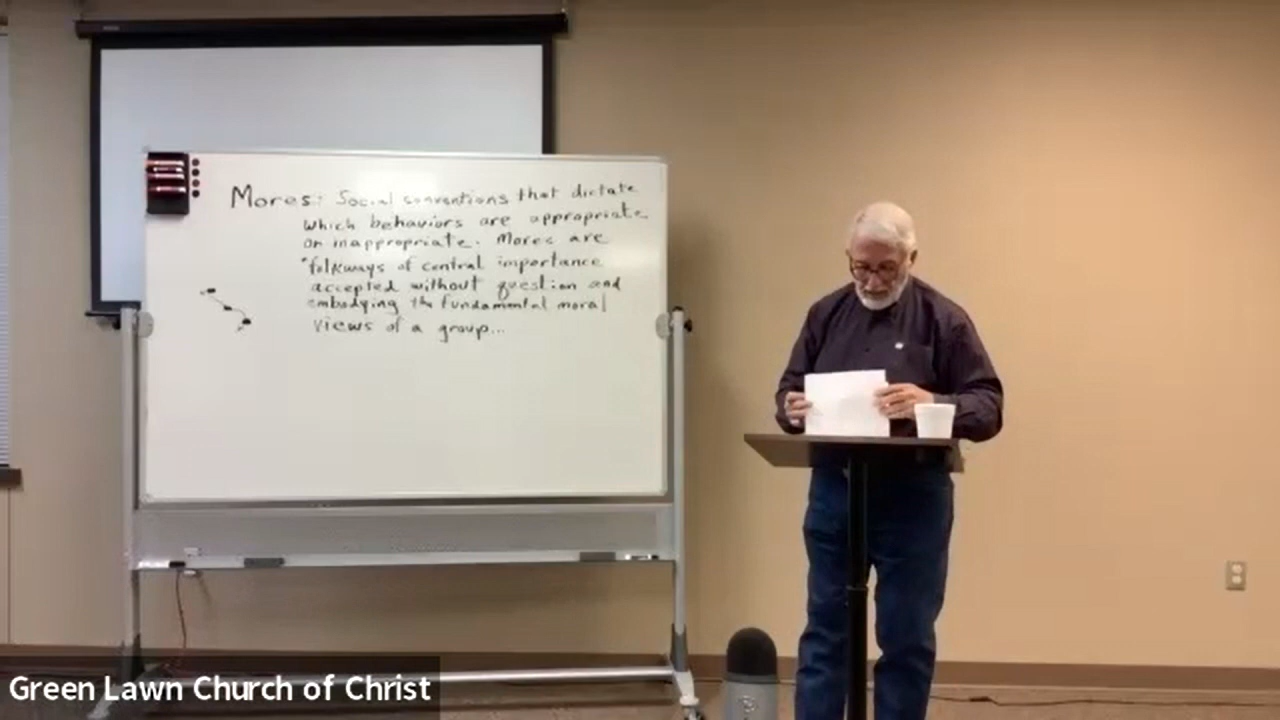 Mores: Social conventions that dictate
which behaviors are appropriate
or inappropriate. Mores are
"folkways of central importance
accepted without question and
embodying the fundamental moral
views of a group...
Green Lawn Church of Christ